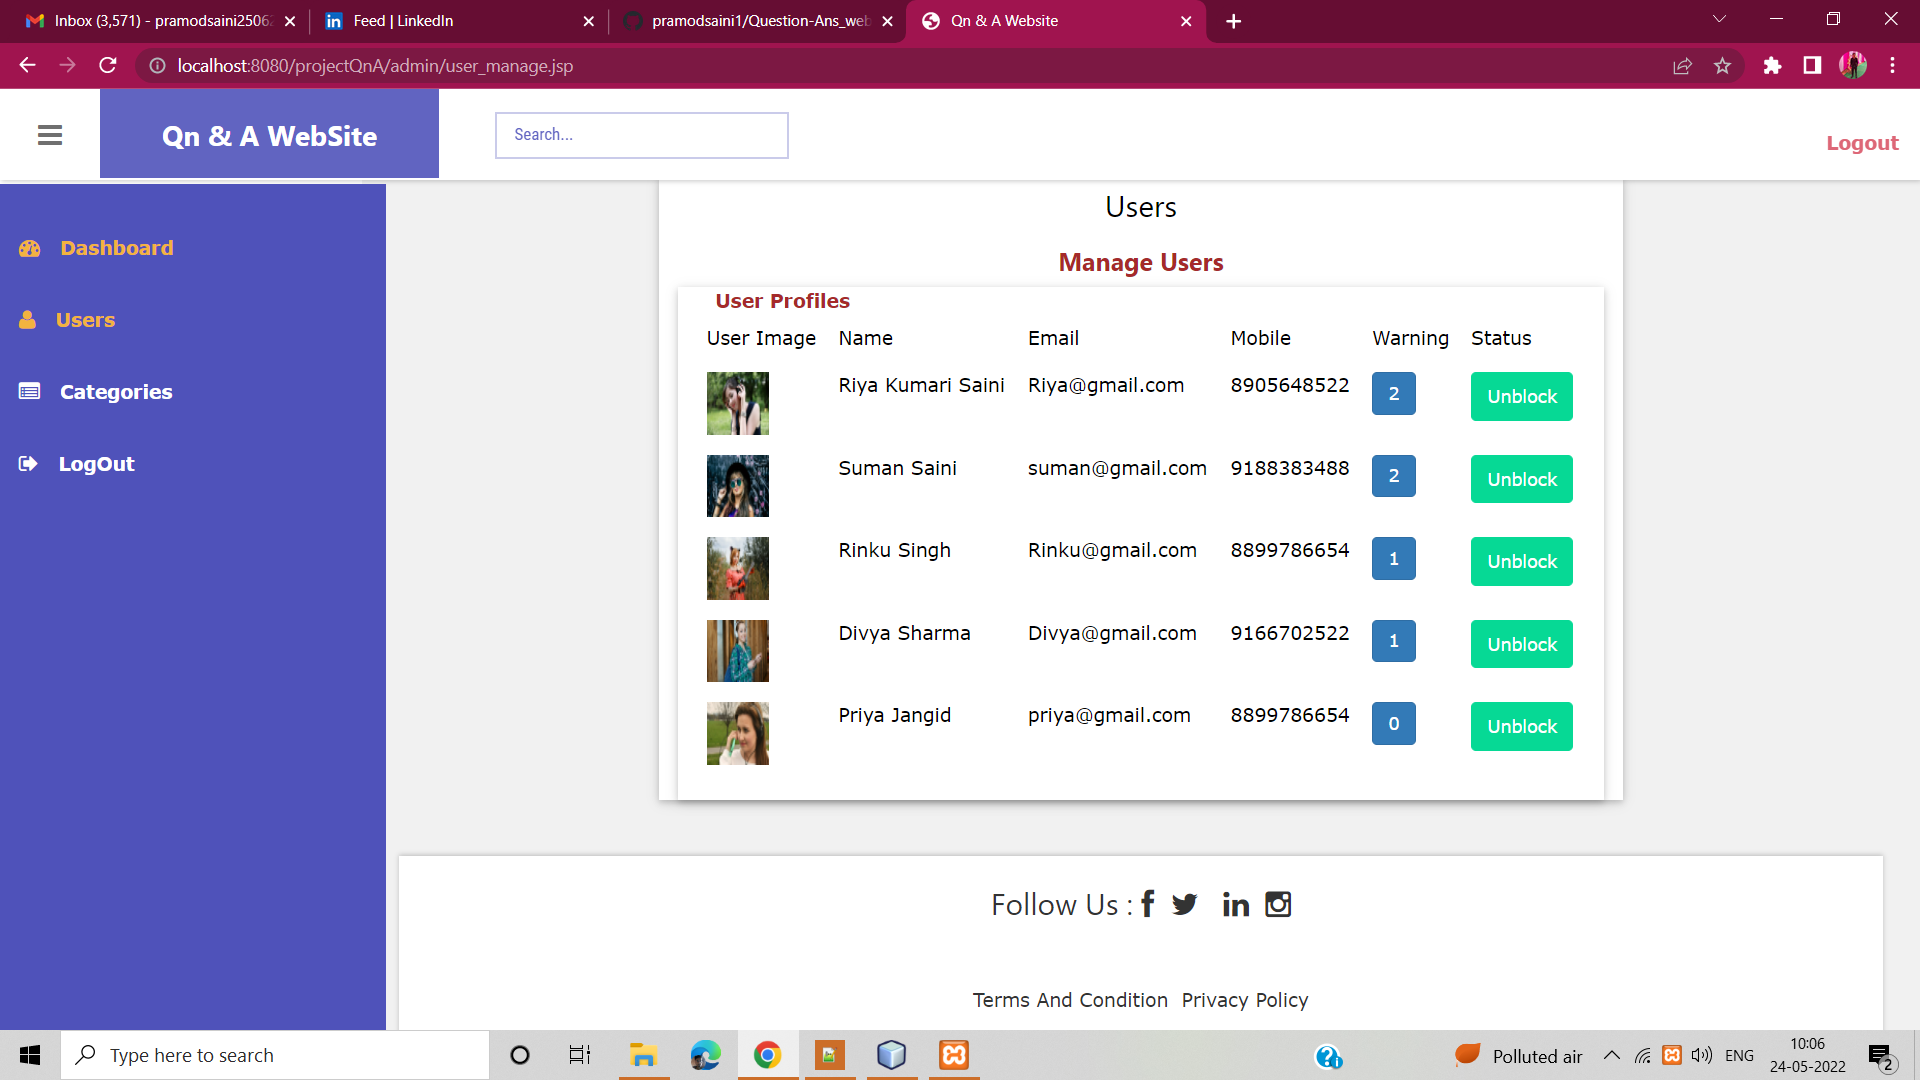 Inbox (3,571) - pramodsaini2506
Feed | LinkedIn
pramodsaini1/Question-Ans_web
Qn & A Website
localhost:8080/projectQnA/admin/user_manage.jsp
Qn & A WebSite
Search...
Logout
Dashboard
Users
Categories
LogOut
Users
Manage Users
User Profiles
User Image Name Email Mobile Warning Status
Riya Kumari Saini Riya@gmail.com 8905648522 2 Unblock
Suman Saini suman@gmail.com 9188383488 2 Unblock
Rinku Singh Rinku@gmail.com 8899786654 1 Unblock
Divya Sharma Divya@gmail.com 9166702522 1 Unblock
Priya Jangid priya@gmail.com 8899786654 0 Unblock
Follow Us :
Terms And Condition Privacy Policy
Type here to search
Polluted air
ENG
10:06
24-05-2022
2